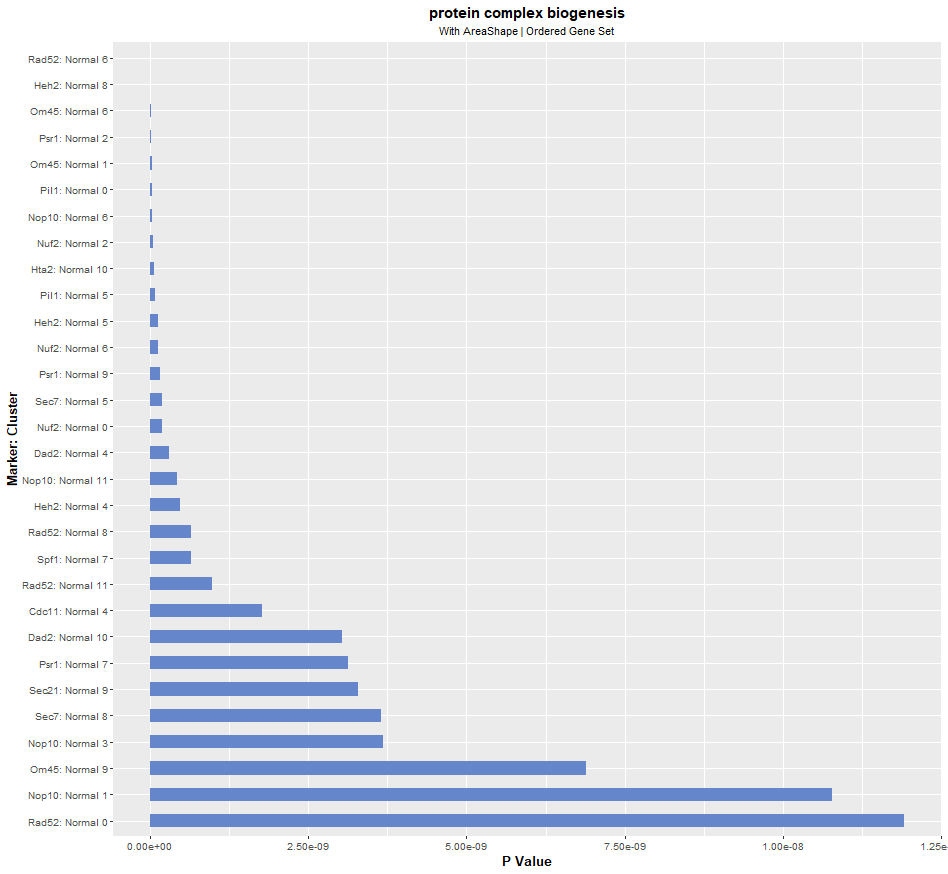 protein complex biogenesis
With AreaShape | Ordered Gene Set
Marker: Cluster
Rad52: Normal 6
Heh2: Normal 8
Om45: Normal 6
Psr1: Normal 2
Om45: Normal 1
Pil1: Normal 0
Nop10: Normal 6
Nuf2: Normal 2
Hta2: Normal 10
Pil1: Normal 5
Heh2: Normal 5
Nuf2: Normal 6
Psr1: Normal 9
Sec7: Normal 5
Nuf2: Normal 0
Dad2: Normal 4
Nop10: Normal 11
Heh2: Normal 4
Rad52: Normal 8
Spf1: Normal 7
Rad52: Normal 11
Cdc11: Normal 4
Dad2: Normal 10
Psr1: Normal 7
Sec21: Normal 9
Sec7: Normal 8
Nop10: Normal 3
Om45: Normal 9
Nop10: Normal 1
Rad52: Normal 0
0.00e+00 2.50e-09 5.00e-09 7.50e-09 1.00e-08 1.25e-
P Value